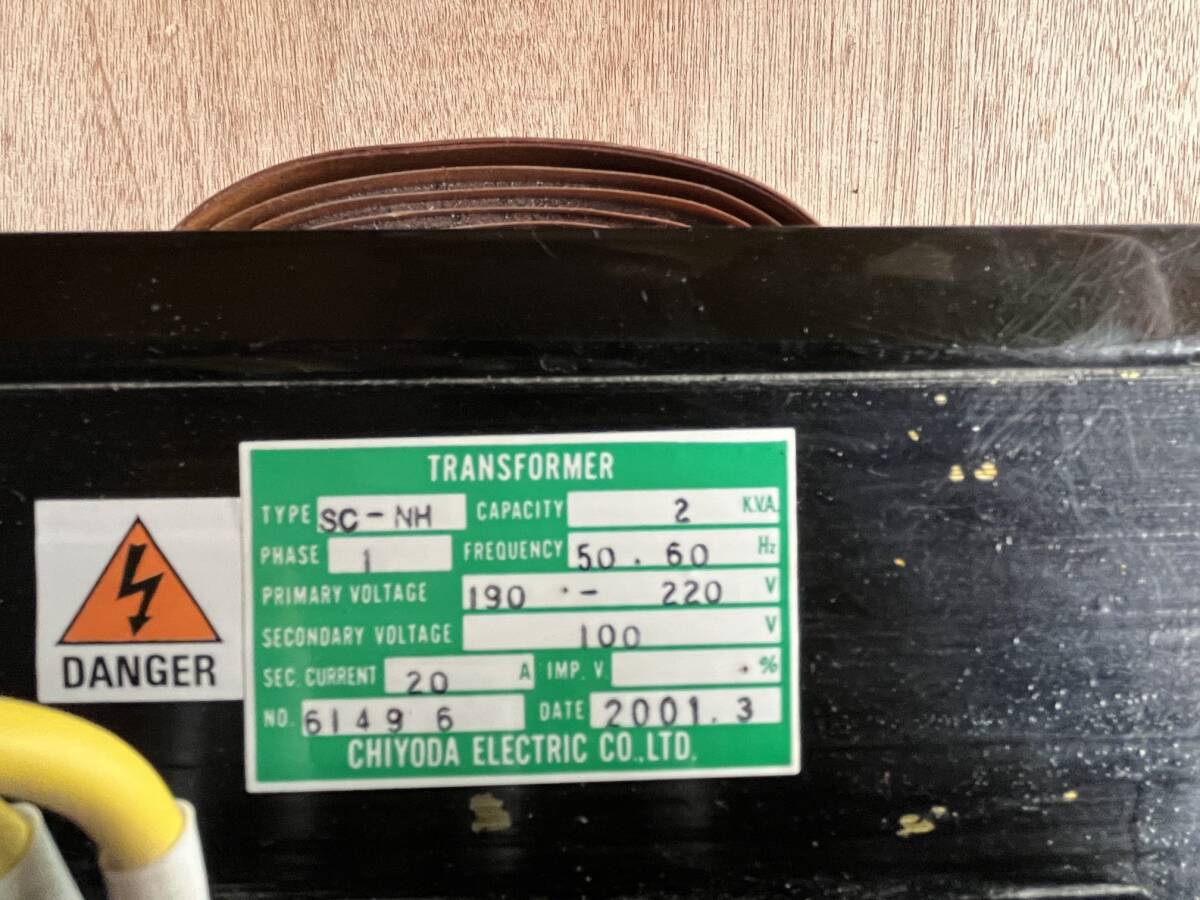 TRANSFORMER
TYPE SC-NH CAPACITY 2 K.V.A.
PHASE 1 FREQUENCY 50.60 Hz
PRIMARY VOLTAGE 190 - 220 V
SECONDARY VOLTAGE 100 V
SEC. CURRENT 20 A IMP. V. . %
NO. 61496 DATE 2001.3
CHIYODA ELECTRIC CO.,LTD.
DANGER